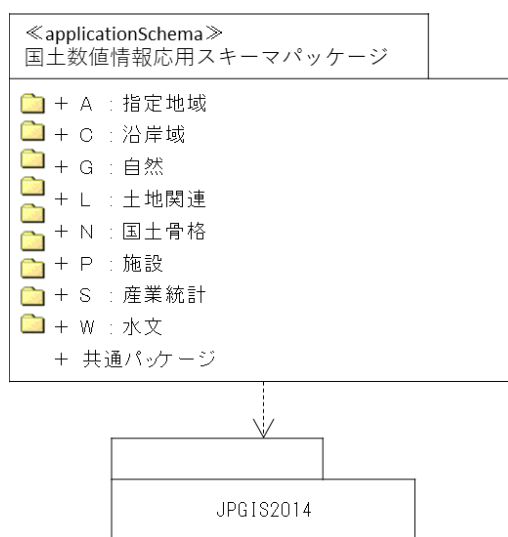 ≪applicationSchema≫
国土数値情報応用スキーマパッケージ
+ A : 指定地域
+ C : 沿岸域
+ G : 自然
+ L : 土地関連
+ N : 国土骨格
+ P : 施設
+ S : 産業統計
+ W : 水文
+ 共通パッケージ
JPGIS2014